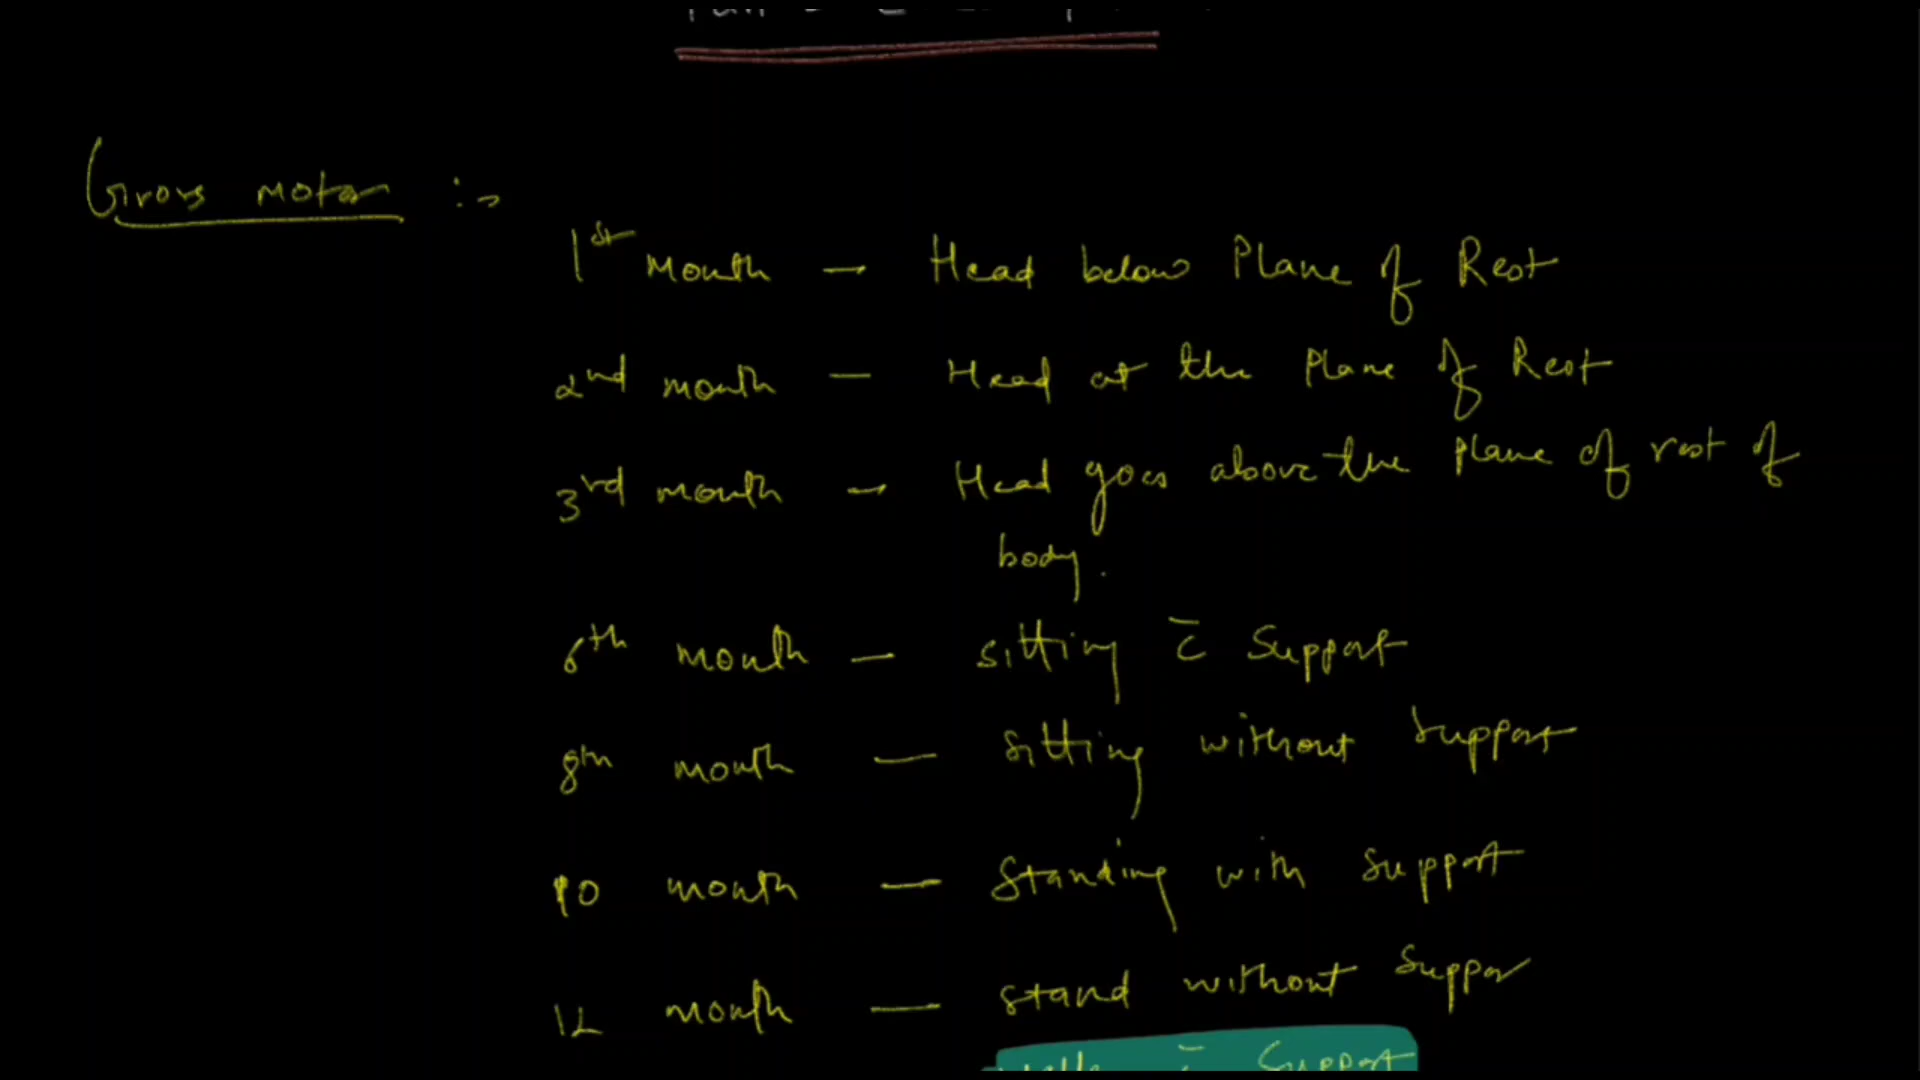 Gross motor :-
1st Month — Head below Plane of Rest
2nd month — Head at the Plane of Rest
3rd month — Head goes above the plane of rest of
body.
6th month — sitting c̄ Support
8th month — sitting without support
10 month — Standing with support
12 month — stand without suppor
c̄ Support